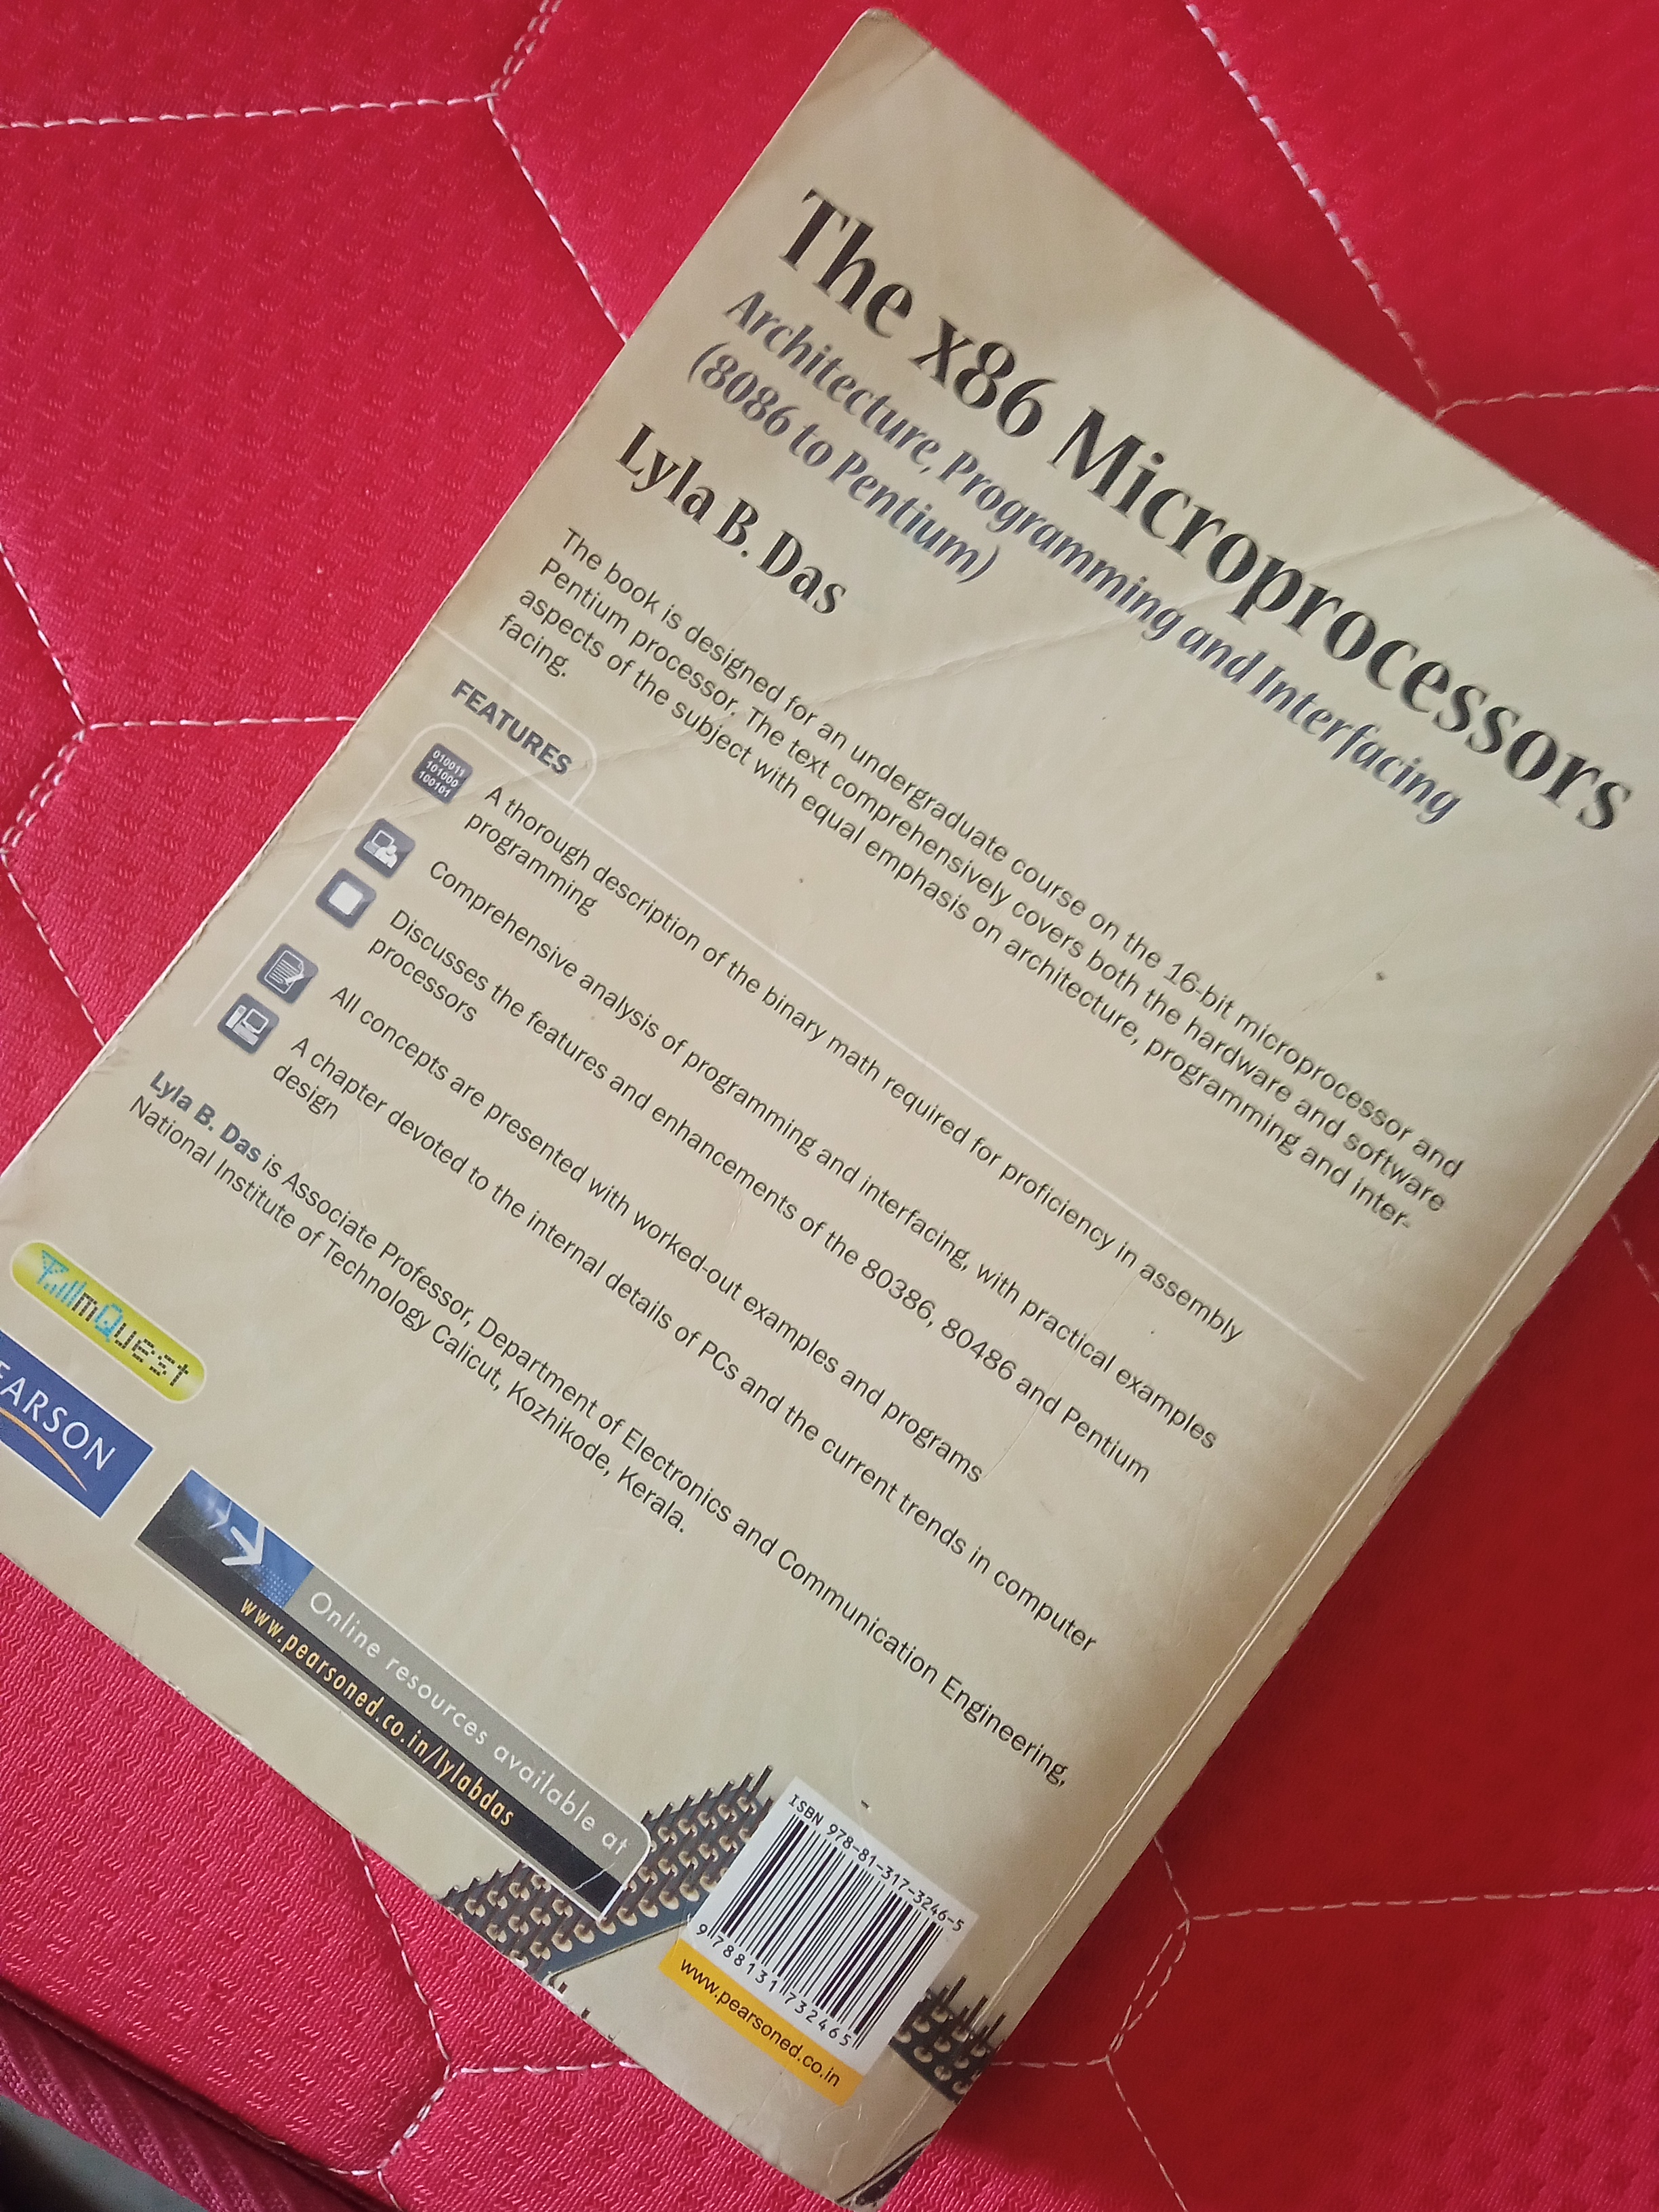 The x86 Microprocessors
Architecture, Programming and Interfacing
(8086 to Pentium)
Lyla B. Das
The book is designed for an undergraduate course on the 16-bit microprocessor and
Pentium processor. The text comprehensively covers both the hardware and software
aspects of the subject with equal emphasis on architecture, programming and inter-
facing.
FEATURES
010011
101000
100101
A thorough description of the binary math required for proficiency in assembly
programming
Comprehensive analysis of programming and interfacing, with practical examples
Discusses the features and enhancements of the 80386, 80486 and Pentium
processors
All concepts are presented with worked-out examples and programs
A chapter devoted to the internal details of PCs and the current trends in computer
design
Lyla B. Das is Associate Professor, Department of Electronics and Communication Engineering,
National Institute of Technology Calicut, Kozhikode, Kerala.
mQuest
EARSON
Online resources available at
www.pearsoned.co.in/lylabdas
ISBN 978-81-317-3246-5
9 788131 732465
www.pearsoned.co.in